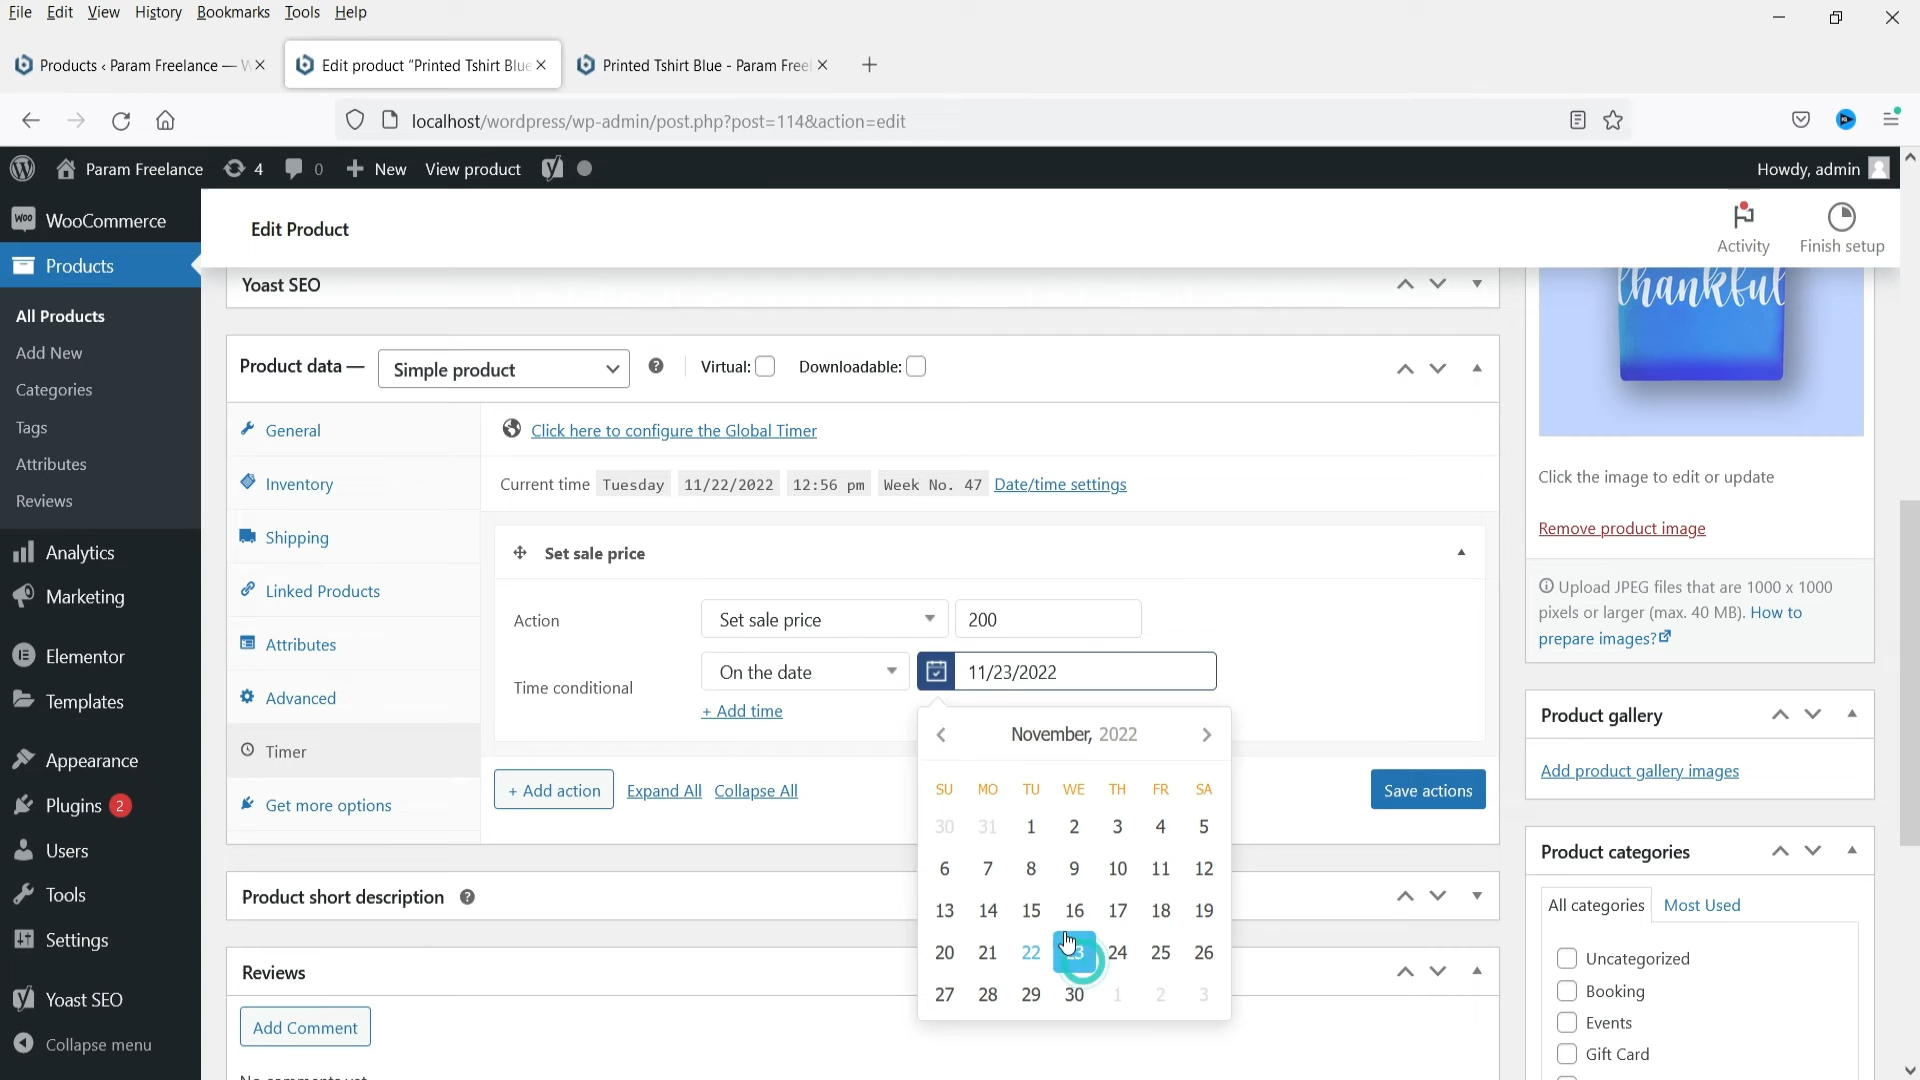 File Edit View History Bookmarks Tools Help
Products ‹ Param Freelance — W
Edit product “Printed Tshirt Blue
Printed Tshirt Blue - Param Free
localhost/wordpress/wp-admin/post.php?post=114&action=edit
Param Freelance 4 0 New View product Howdy, admin
WooCommerce
Products
All Products
Add New
Categories
Tags
Attributes
Reviews
Analytics
Marketing
Elementor
Templates
Appearance
Plugins 2
Users
Tools
Settings
Yoast SEO
Collapse menu
Edit Product
Activity
Finish setup
Yoast SEO
Product data — Simple product Virtual: Downloadable:
General
Inventory
Shipping
Linked Products
Attributes
Advanced
Timer
Get more options
Click here to configure the Global Timer
Current time Tuesday 11/22/2022 12:56 pm Week No. 47 Date/time settings
Set sale price
Action Set sale price 200
Time conditional On the date 11/23/2022
+ Add time
November, 2022
SU MO TU WE TH FR SA
30 31 1 2 3 4 5
6 7 8 9 10 11 12
13 14 15 16 17 18 19
20 21 22 23 24 25 26
27 28 29 30 1 2 3
+ Add action Expand All Collapse All Save actions
Product short description
Reviews
Add Comment
thankful
Click the image to edit or update
Remove product image
Upload JPEG files that are 1000 x 1000
pixels or larger (max. 40 MB). How to
prepare images?
Product gallery
Add product gallery images
Product categories
All categories Most Used
Uncategorized
Booking
Events
Gift Card